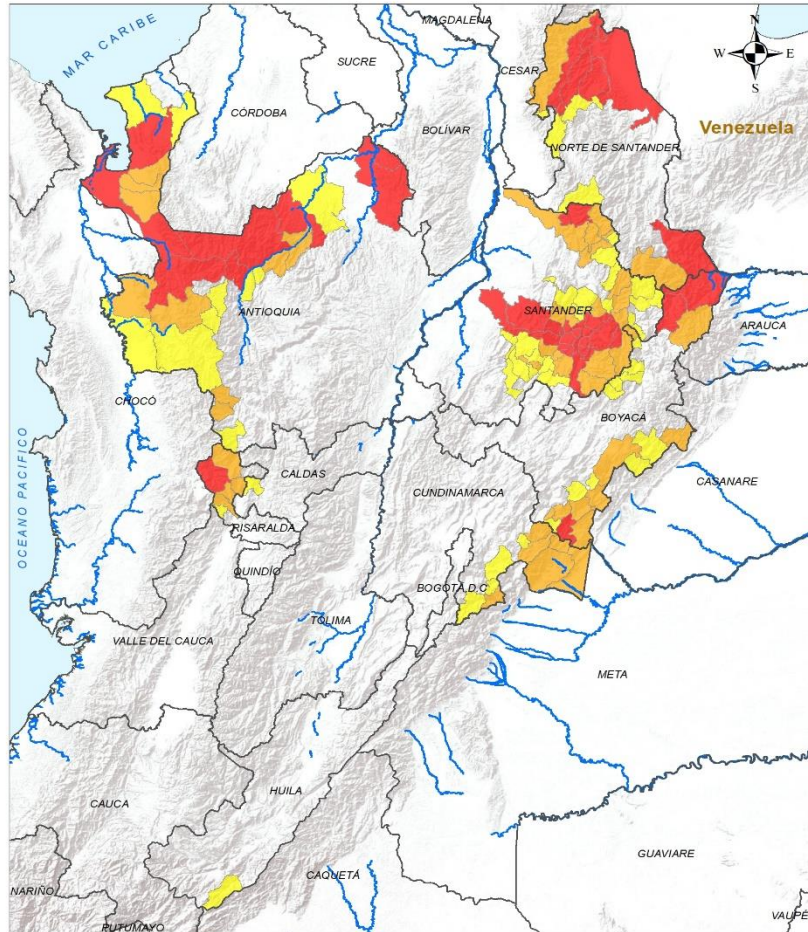 MAGDALENA
N
MAR CARIBE
SUCRE
W
E
CESAR
S
CÓRDOBA
BOLÍVAR
Venezuela
NORTE DE SANTANDER
ANTIOQUIA
SANTANDER
ARAUCA
CHOCÓ
BOYACÁ
CALDAS
CUNDINAMARCA
CASANARE
OCEANO PACIFICO
RISARALDA
QUINDÍO
BOGOTÁ,D,C
TOLIMA
VALLE DEL CAUCA
META
HUILA
CAUCA
GUAVIARE
CAQUETÁ
NARIÑO
PUTUMAYO
VAUPÉ